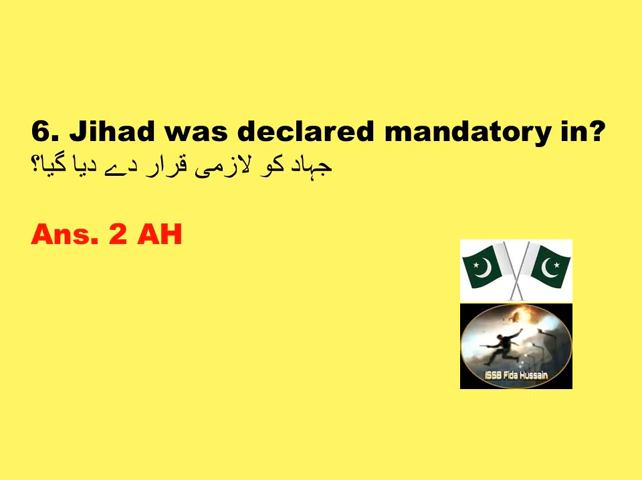 6. Jihad was declared mandatory in?
جہاد کو لازمی قرار دے دیا گیا؟
Ans. 2 AH
ISSB Fida Hussain